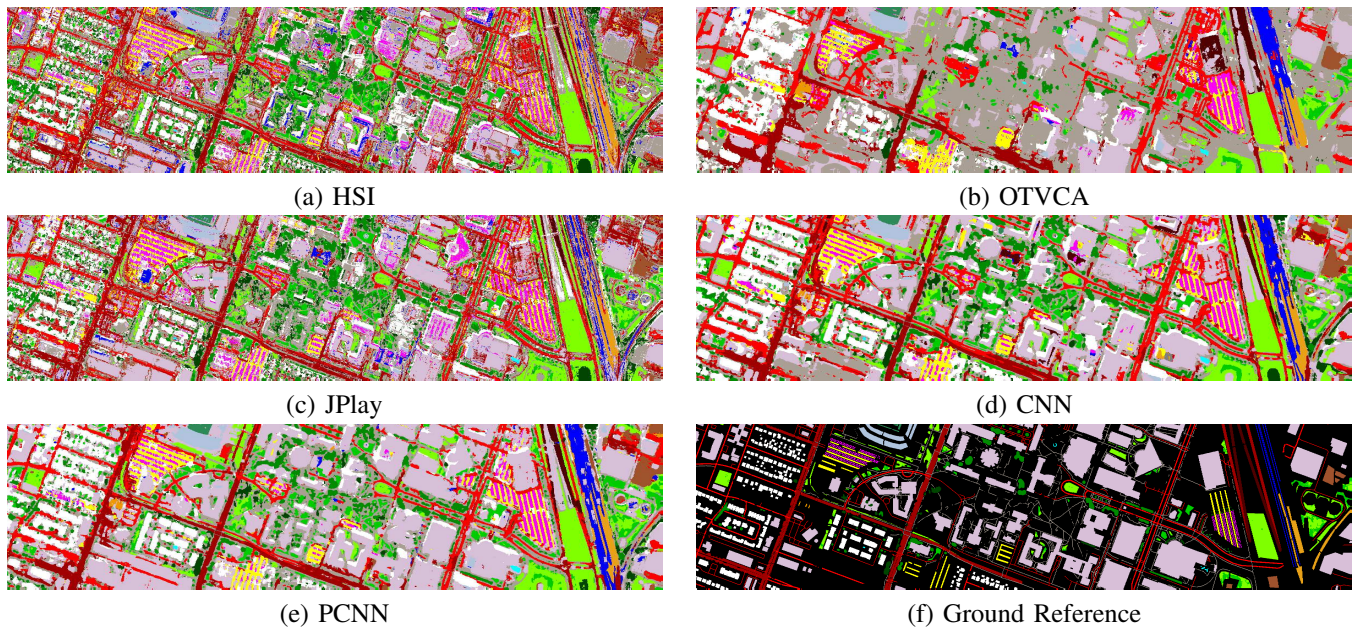 (a) HSI
(b) OTVCA
(c) JPlay
(d) CNN
(e) PCNN
(f) Ground Reference